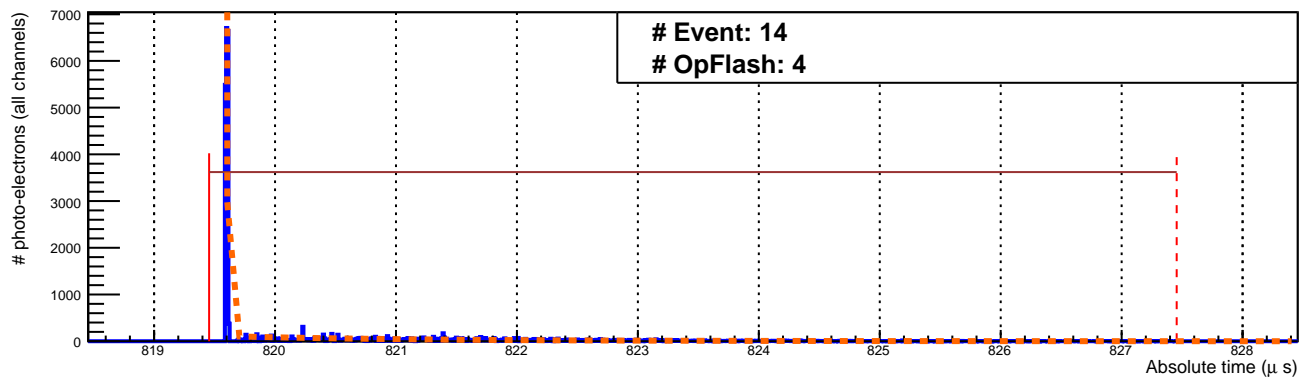 # Event: 14
# OpFlash: 4
# photo-electrons (all channels)
7000
6000
5000
4000
3000
2000
1000
0
819 820 821 822 823 824 825 826 827 828
Absolute time (μ s)